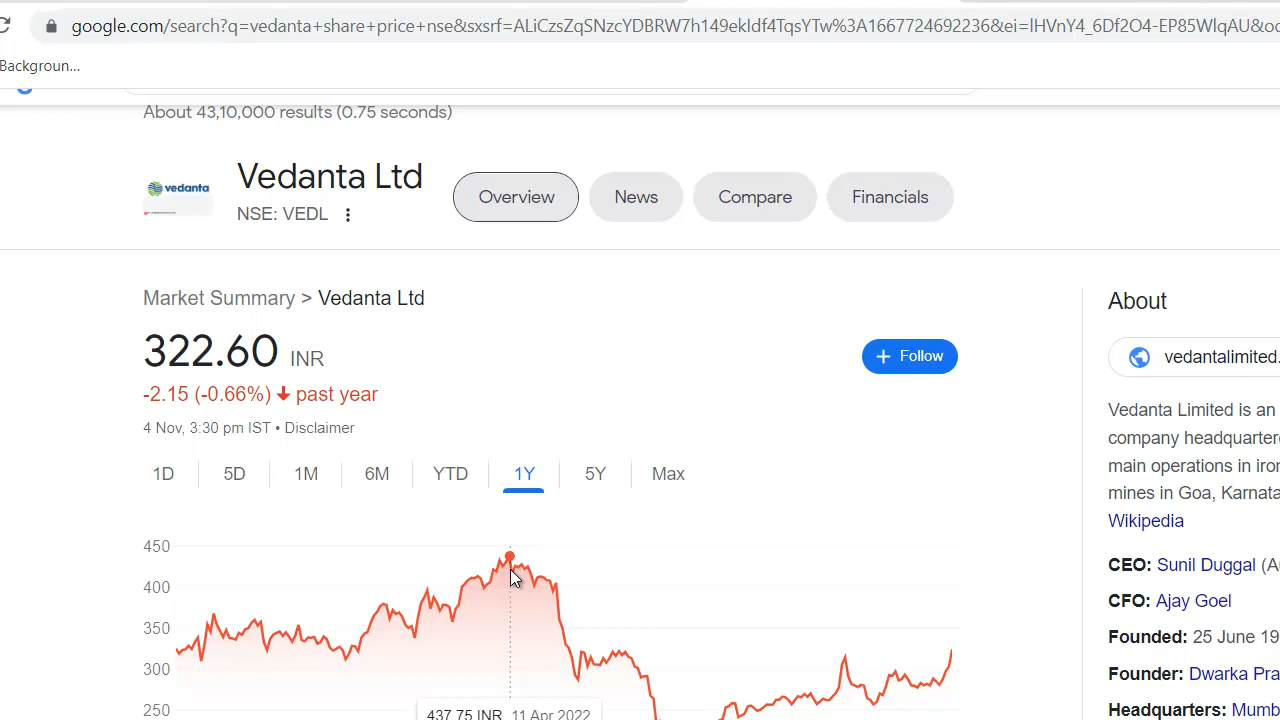 google.com/search?q=vedanta+share+price+nse&sxsrf=ALiCzsZqSNzcYDBRW7h149ekIdf4TqsYTw%3A1667724692236&ei=lHVnY4_6Df2O4-EP85WlqAU&oc
Backgroun...
About 43,10,000 results (0.75 seconds)
vedanta
Vedanta Ltd
NSE: VEDL
Overview
News
Compare
Financials
Market Summary > Vedanta Ltd
322.60 INR
+ Follow
-2.15 (-0.66%) past year
4 Nov, 3:30 pm IST • Disclaimer
1D 5D 1M 6M YTD 1Y 5Y Max
450
400
350
300
250
437.75 INR 11 Apr 2022
About
vedantalimited.
Vedanta Limited is an
company headquartere
main operations in iron
mines in Goa, Karnata
Wikipedia
CEO: Sunil Duggal (A
CFO: Ajay Goel
Founded: 25 June 19
Founder: Dwarka Pra
Headquarters: Mumb